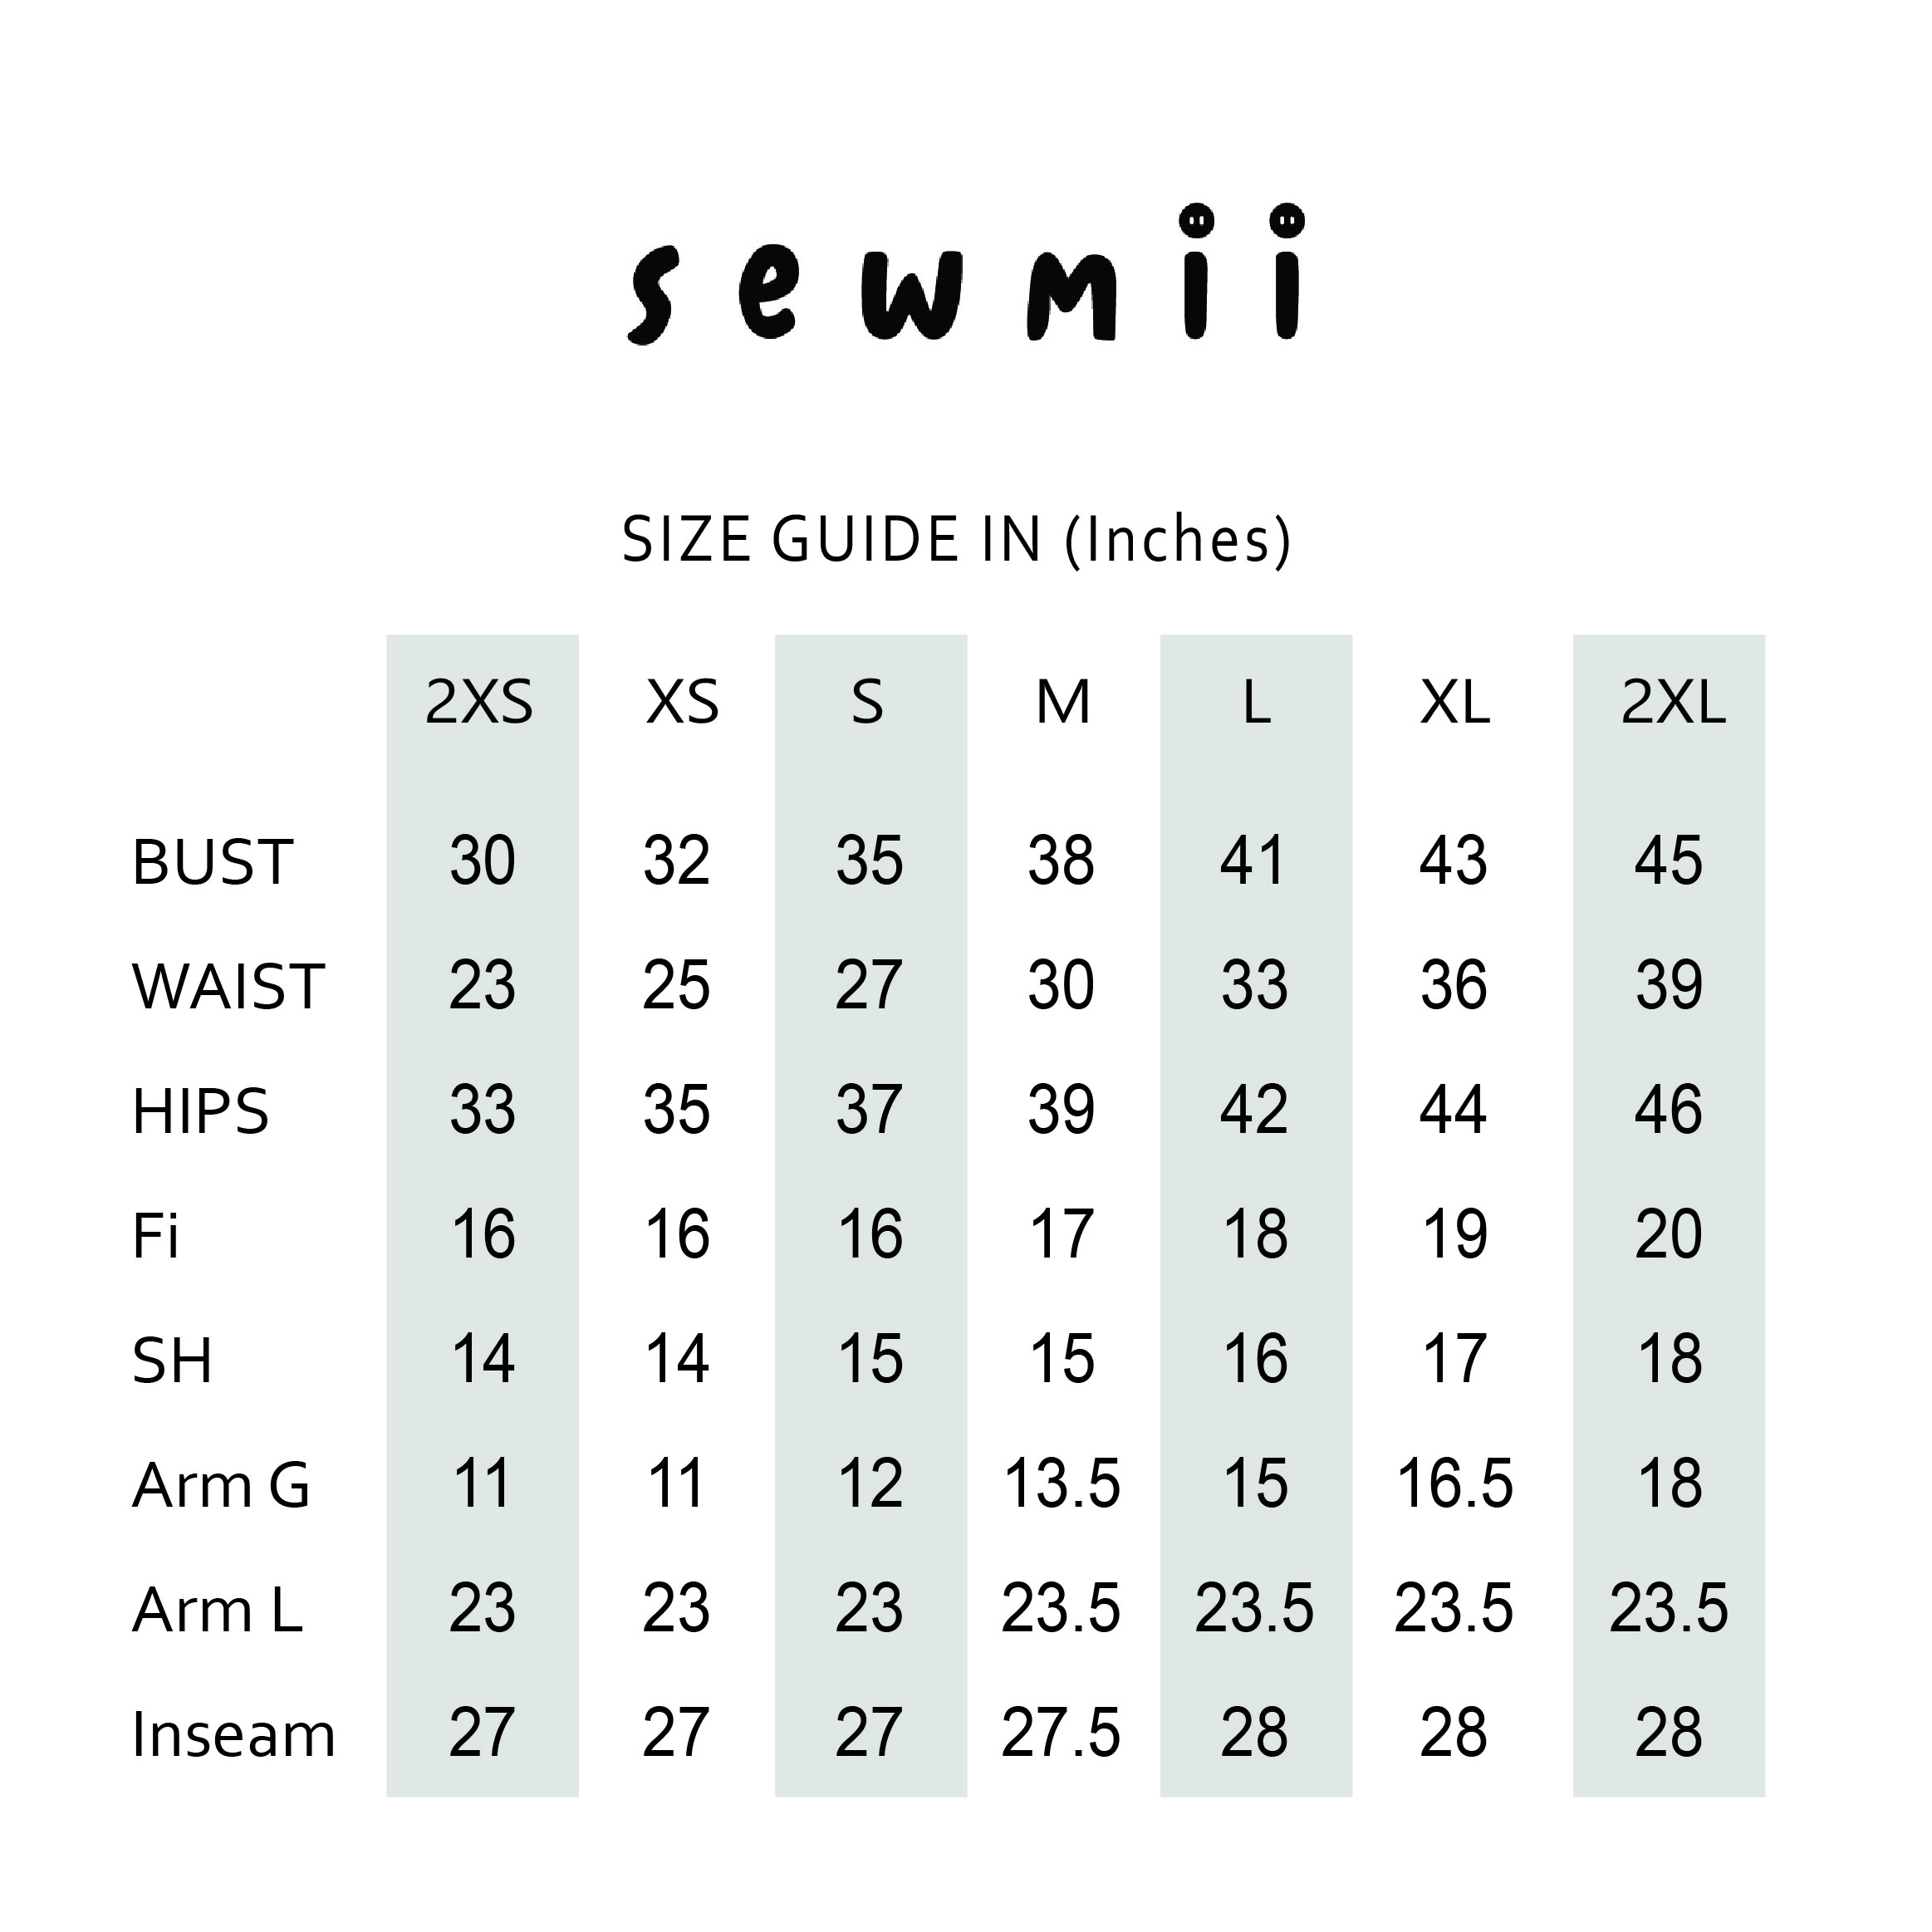 sewmii
SIZE GUIDE IN (Inches)
2XS XS S M L XL 2XL
BUST 30 32 35 38 41 43 45
WAIST 23 25 27 30 33 36 39
HIPS 33 35 37 39 42 44 46
Fi 16 16 16 17 18 19 20
SH 14 14 15 15 16 17 18
Arm G 11 11 12 13.5 15 16.5 18
Arm L 23 23 23 23.5 23.5 23.5 23.5
Inseam 27 27 27 27.5 28 28 28